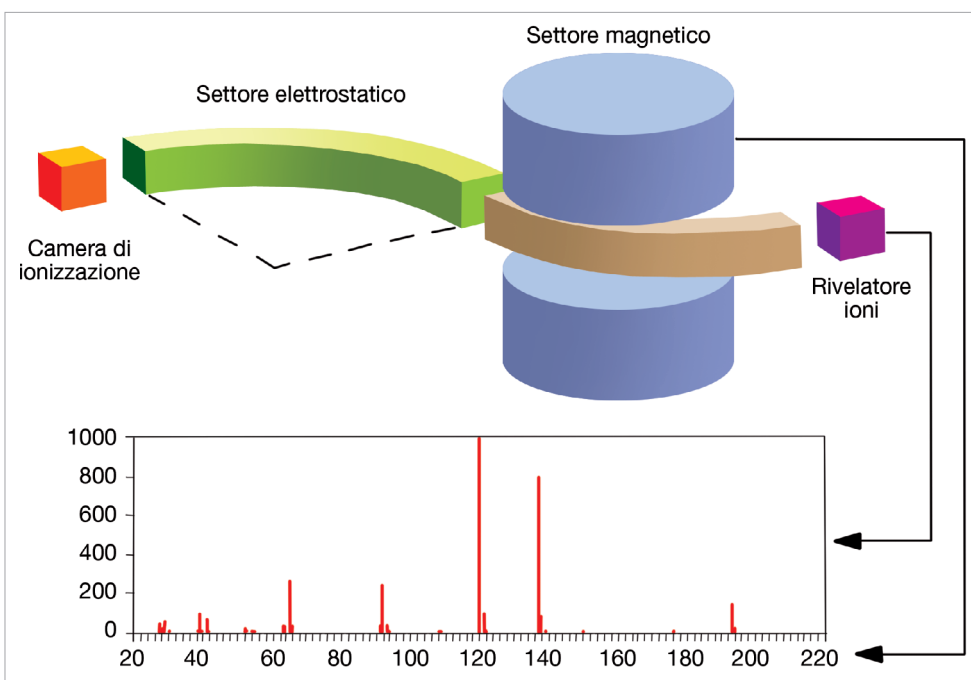 Settore magnetico
Settore elettrostatico
Camera di
ionizzazione
Rivelatore
ioni
1000
800
600
400
200
0
20 40 60 80 100 120 140 160 180 200 220